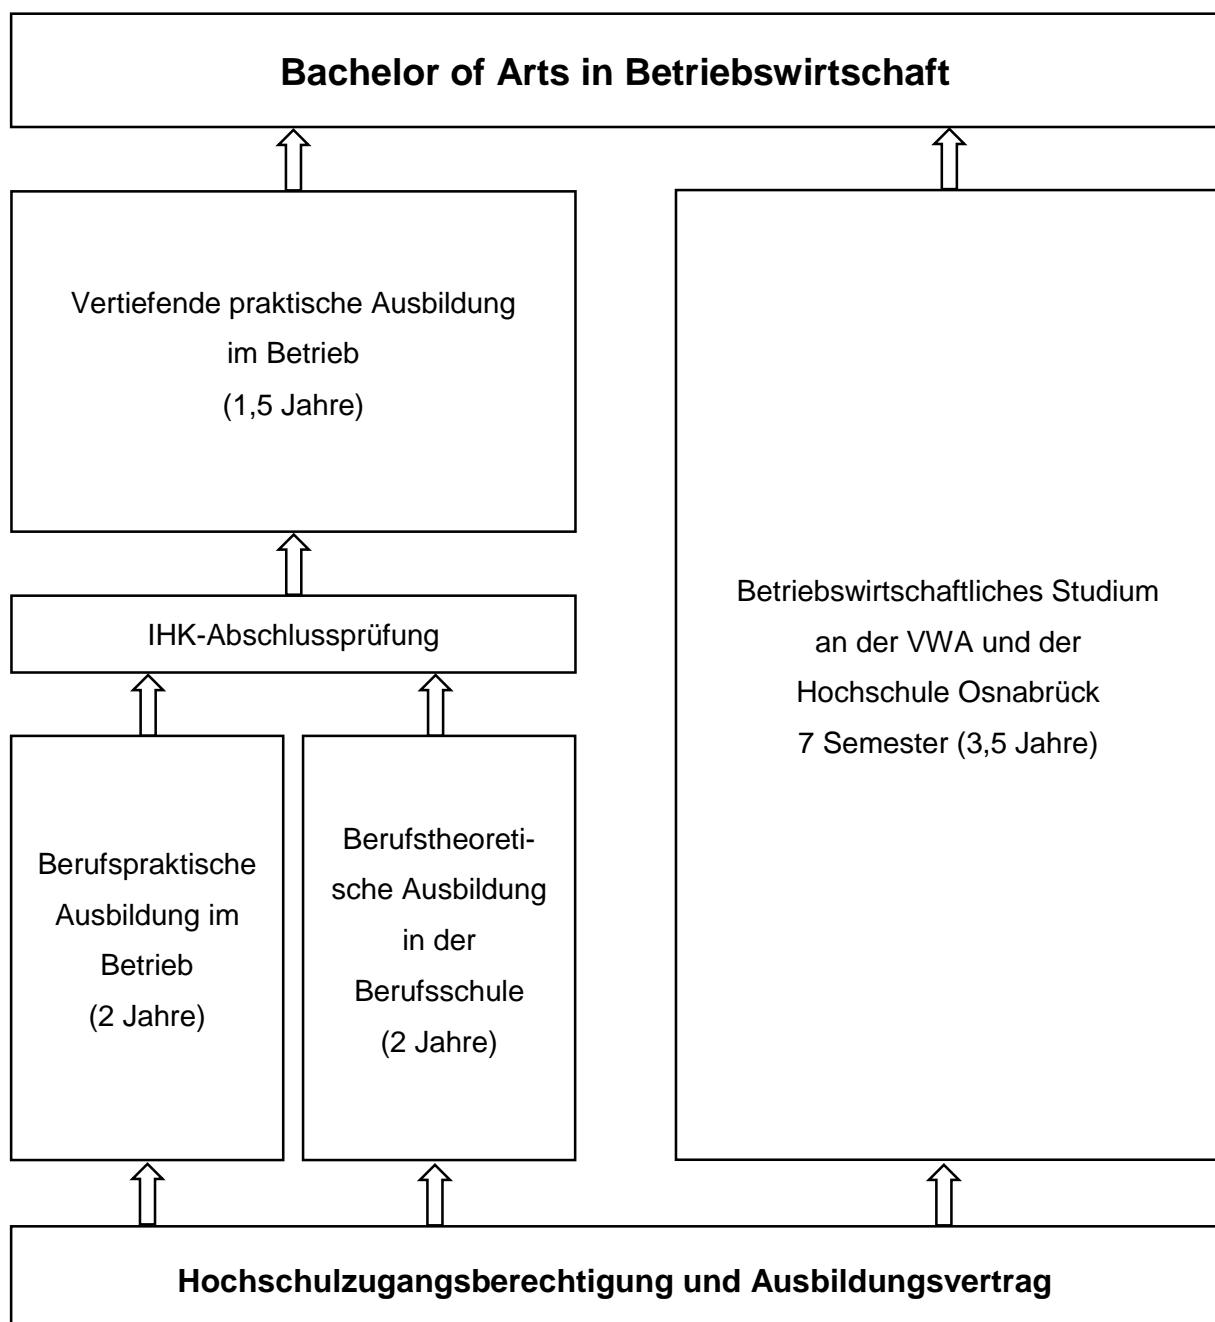 Bachelor of Arts in Betriebswirtschaft
Vertiefende praktische Ausbildung
im Betrieb
(1,5 Jahre)
IHK-Abschlussprüfung
Berufspraktische
Ausbildung im
Betrieb
(2 Jahre)
Berufstheoreti-
sche Ausbildung
in der
Berufsschule
(2 Jahre)
Betriebswirtschaftliches Studium
an der VWA und der
Hochschule Osnabrück
7 Semester (3,5 Jahre)
Hochschulzugangsberechtigung und Ausbildungsvertrag